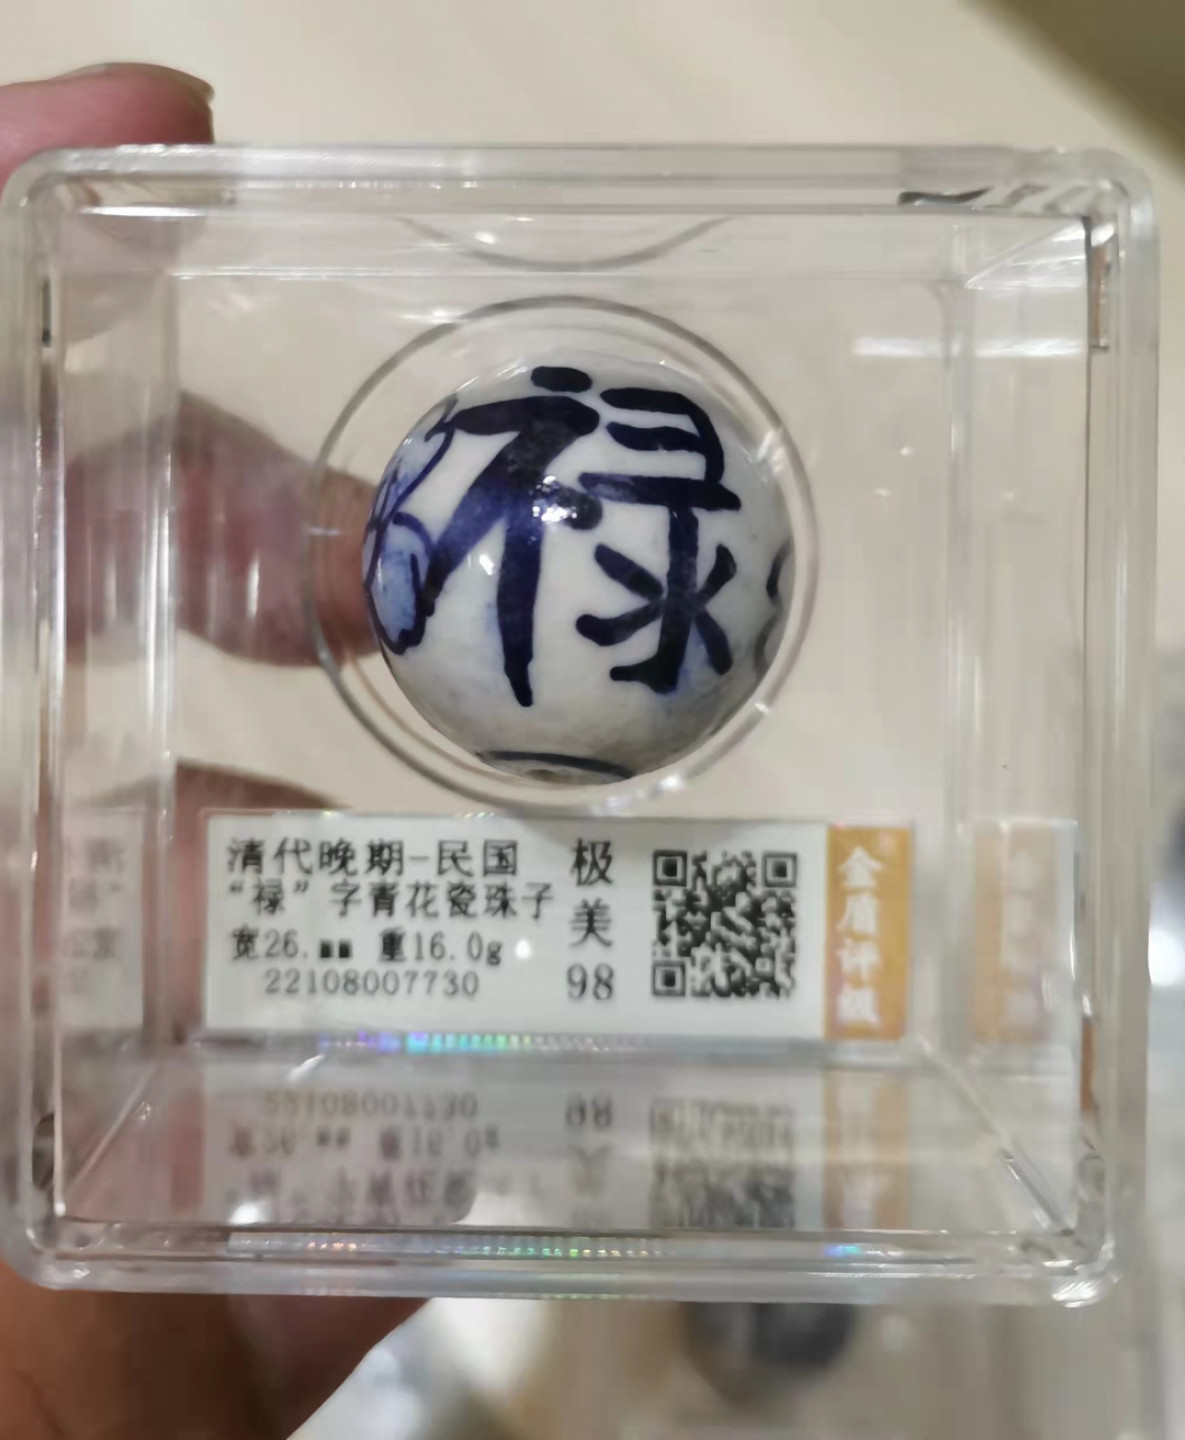 禄
清代晚期-民国
“禄”字青花瓷珠子
宽26.▪▪ 重16.0g
22108007730
极美
98
金盾评级